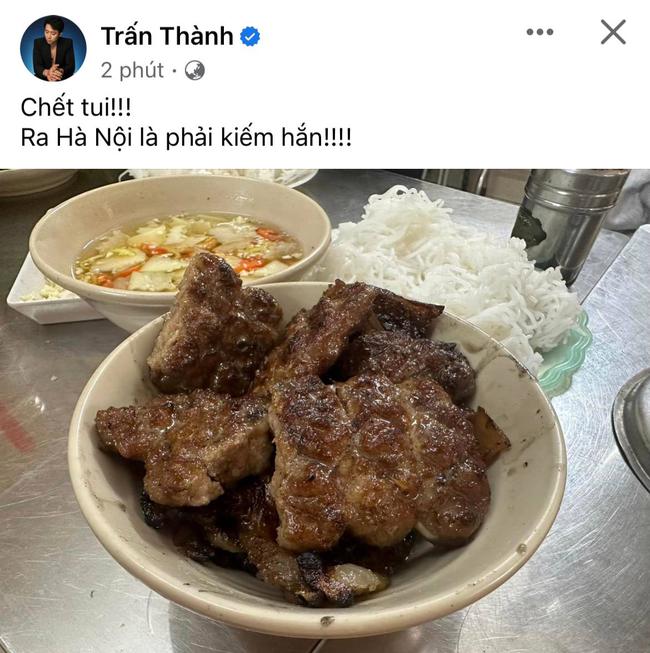 Trấn Thành
2 phút ·
Chết tui!!!
Ra Hà Nội là phải kiếm hắn!!!!